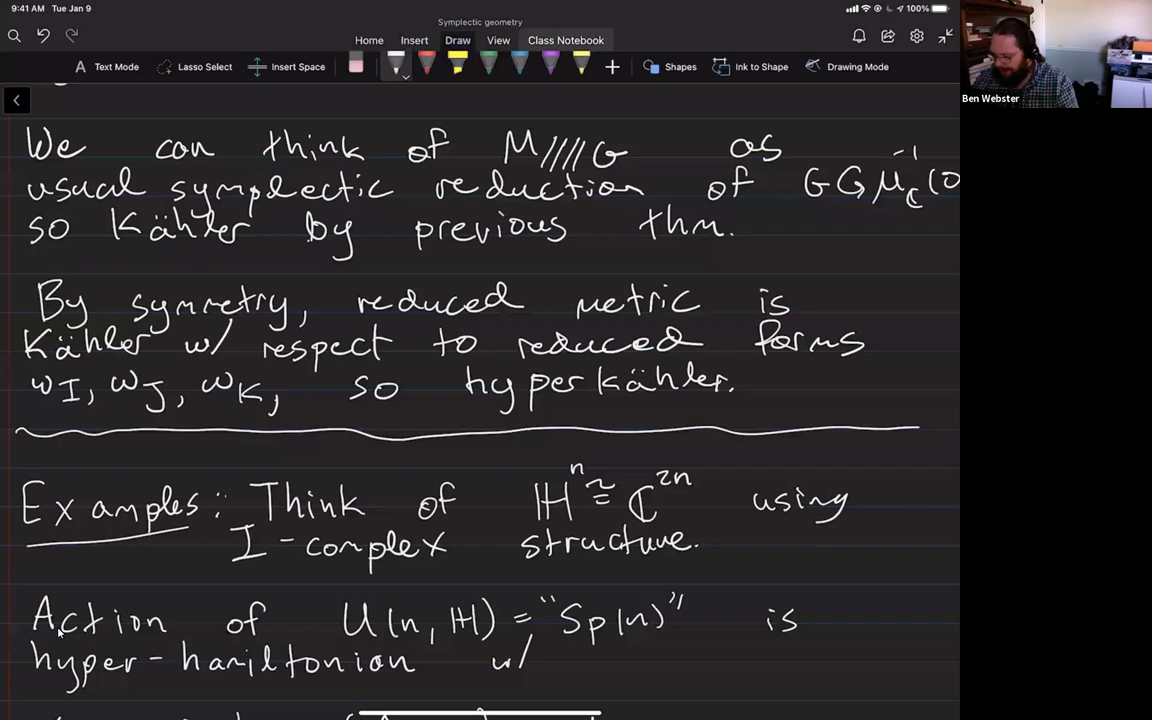 9:41 AM Tue Jan 9
100%
Symplectic geometry
Home Insert Draw View Class Notebook
Text Mode Lasso Select Insert Space Shapes Ink to Shape Drawing Mode
Ben Webster
We can think of M////G as
usual symplectic reduction of G G μ_C^{-1}(0
so Kähler by previous thm.
By symmetry, reduced metric is
Kähler w/ respect to reduced forms
ω_I, ω_J, ω_K, so hyperkähler.
Examples: Think of ℍ^n ≅ ℂ^{2n} using
I-complex structure.
Action of U(n, ℍ) = "Sp(n)" is
hyper-hamiltonian w/